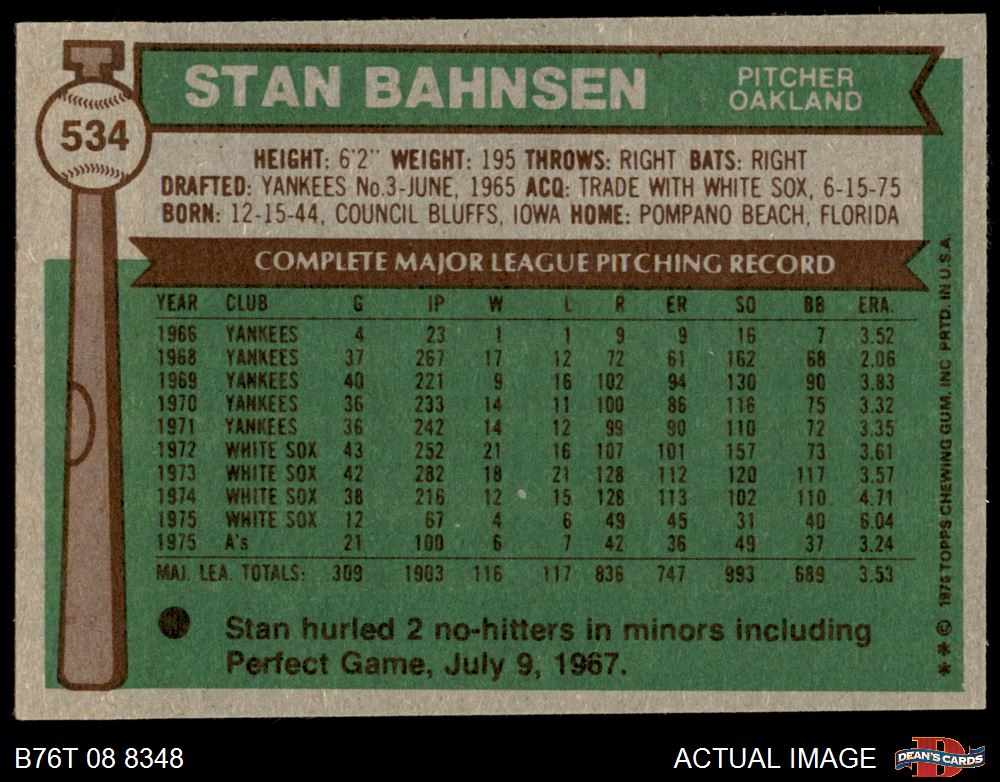 534
STAN BAHNSEN
PITCHER
OAKLAND
HEIGHT: 6'2" WEIGHT: 195 THROWS: RIGHT BATS: RIGHT
DRAFTED: YANKEES No.3-JUNE, 1965 ACQ: TRADE WITH WHITE SOX, 6-15-75
BORN: 12-15-44, COUNCIL BLUFFS, IOWA HOME: POMPANO BEACH, FLORIDA
COMPLETE MAJOR LEAGUE PITCHING RECORD
YEAR CLUB G IP W L R ER SO BB ERA.
1966 YANKEES 4 23 1 1 9 9 16 7 3.52
1968 YANKEES 37 267 17 12 72 61 162 68 2.06
1969 YANKEES 40 221 9 16 102 94 130 90 3.83
1970 YANKEES 36 233 14 11 100 86 116 75 3.32
1971 YANKEES 36 242 14 12 99 90 110 72 3.35
1972 WHITE SOX 43 252 21 16 107 101 157 73 3.61
1973 WHITE SOX 42 282 18 21 128 112 120 117 3.57
1974 WHITE SOX 38 216 12 15 128 113 102 110 4.71
1975 WHITE SOX 12 67 4 6 49 45 31 40 6.04
1975 A's 21 100 6 7 42 36 49 37 3.24
MAJ. LEA. TOTALS: 309 1903 116 117 836 747 993 689 3.53
Stan hurled 2 no-hitters in minors including
Perfect Game, July 9, 1967.
** © 1976 TOPPS CHEWING GUM, INC PRTD. IN U.S.A.
B76T 08 8348
ACTUAL IMAGE
D
DEAN'S CARDS